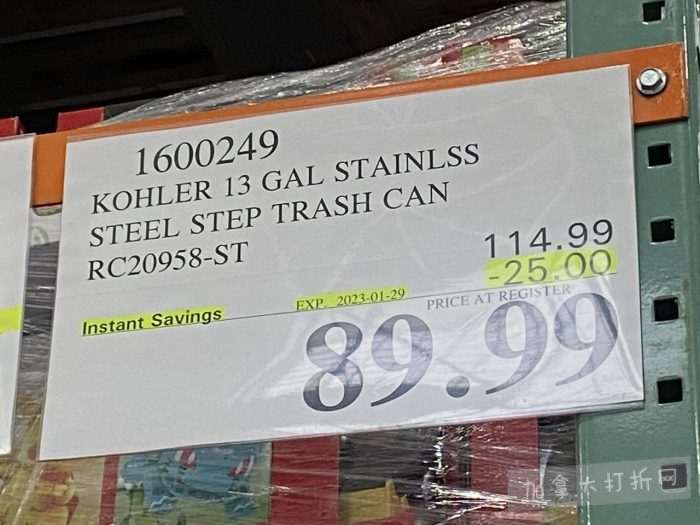 1600249
KOHLER 13 GAL STAINLSS
STEEL STEP TRASH CAN
RC20958-ST
114.99
-25.00
Instant Savings EXP. 2023-01-29 PRICE AT REGISTER
89.99
加拿大打折网